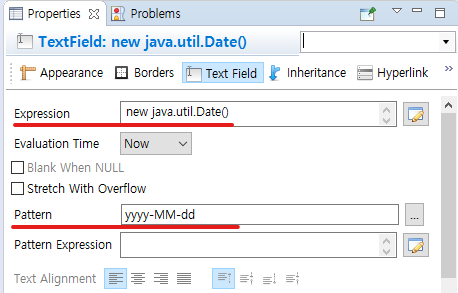 Properties Problems
TextField: new java.util.Date()
Appearance Borders Text Field Inheritance Hyperlink »
Expression new java.util.Date()
Evaluation Time Now
Blank When NULL
Stretch With Overflow
Pattern yyyy-MM-dd ...
Pattern Expression
Text Alignment